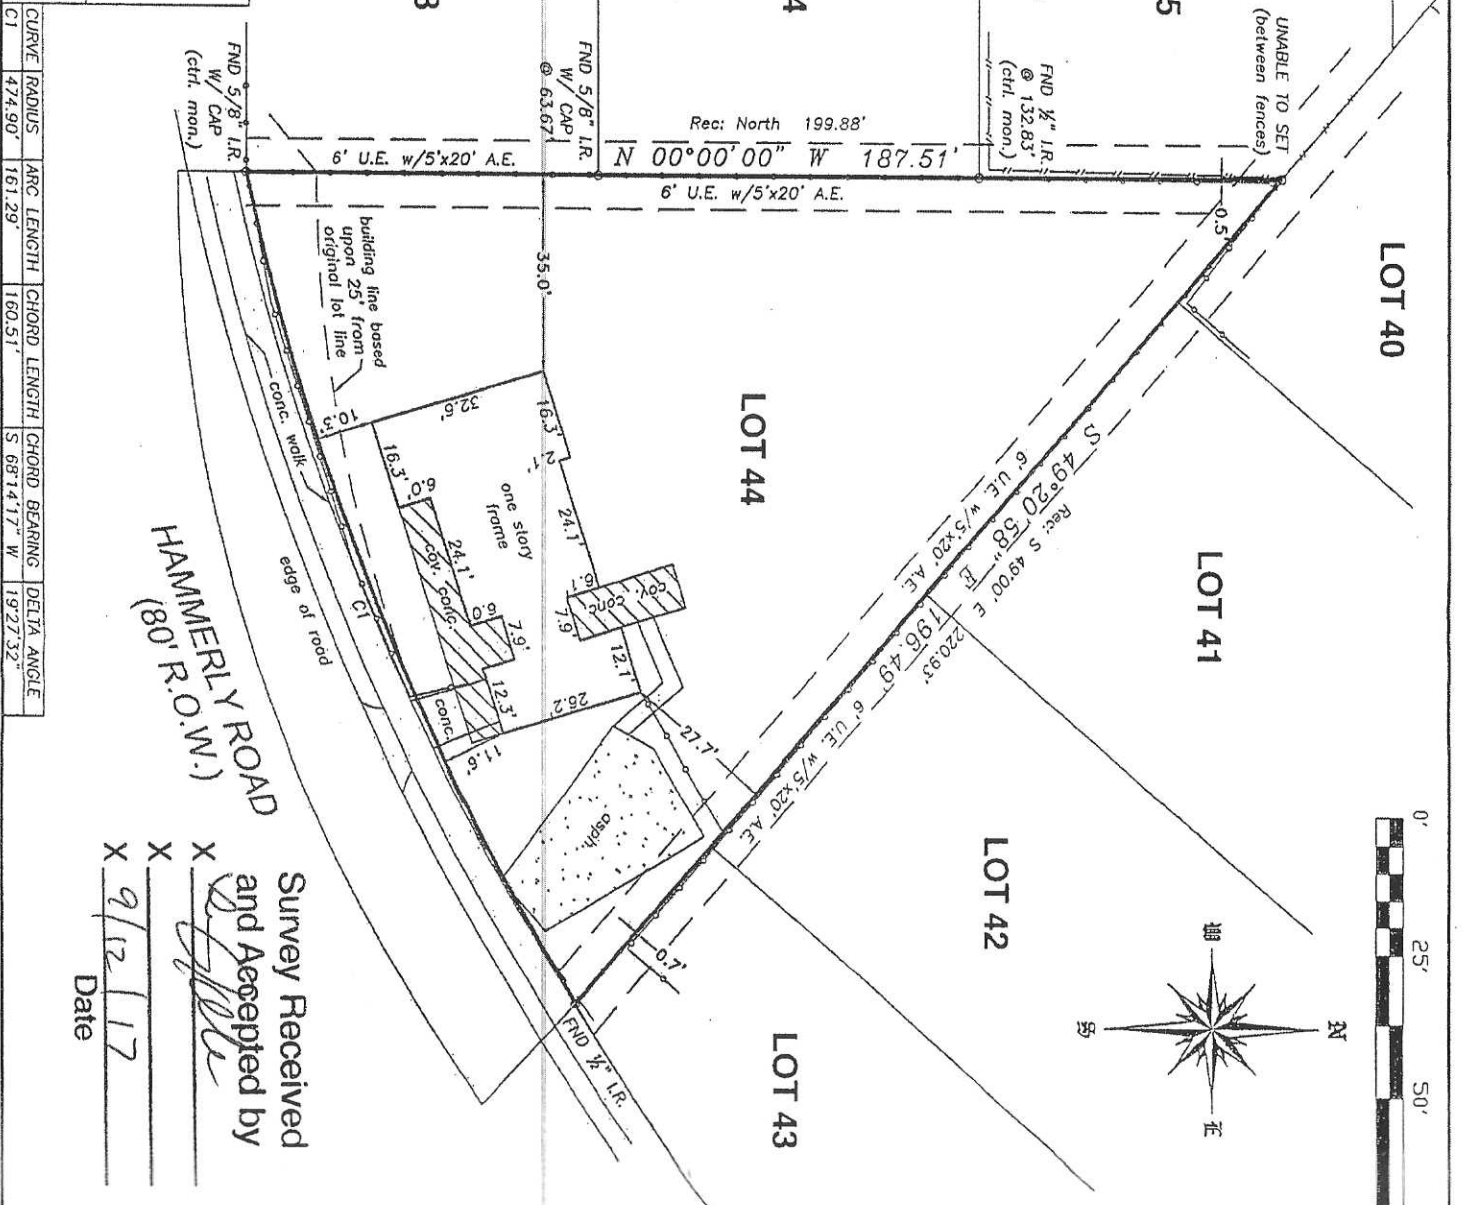 UNABLE TO SET
(between fences)
5
4
3
FND ½" I.R.
@ 132.83'
(ctrl. mon.)
FND 5/8" I.R.
W/ CAP
@ 63.67'
FND 5/8" I.R.
W/ CAP
(ctrl. mon.)
Rec: North 199.88'
N 00°00'00" W 187.51'
6' U.E. w/5'x20' A.E.
6' U.E. w/5'x20' A.E.
0.5'
35.0'
building line based
upon 25' from
original lot line
LOT 40
LOT 41
LOT 42
LOT 43
LOT 44
S 49°20'58" E 196.49'
Rec: S 49°00' E 220.93'
6' U.E. w/5'x20' A.E.
6' U.E. w/5'x20' A.E.
16.3'
2.1'
24.1'
6.1'
7.9'
12.1'
cov. conc.
32.6'
10.3'
16.3'
6.0'
24.1'
6.0'
7.9'
12.3'
26.2'
11.6'
one story
frame
cov. conc.
conc.
27.7'
asph.
0.7'
FND ½" I.R.
C1
conc. walk
edge of road
HAMMERLY ROAD
(80' R.O.W.)
0' 25' 50'
N
E
S
W
Survey Received
and Accepted by
X
X
X 9/12/17
Date
CURVE RADIUS ARC LENGTH CHORD LENGTH CHORD BEARING DELTA ANGLE
C1 474.90' 161.29' 160.51' S 68°14'17" W 19°27'32"